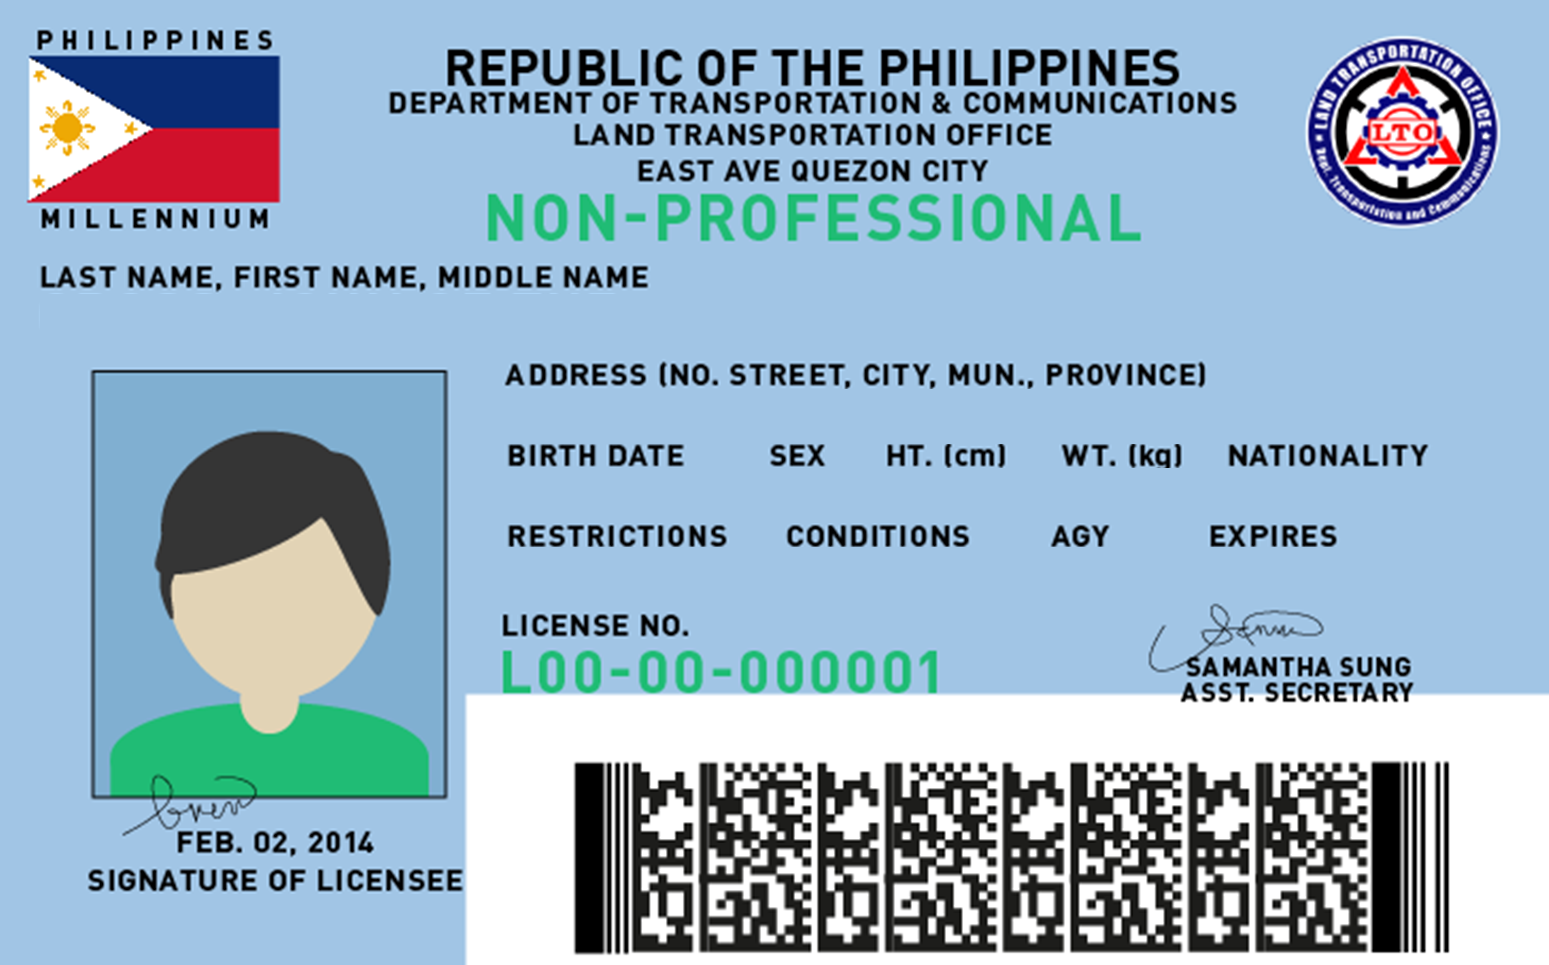 PHILIPPINES
MILLENNIUM
REPUBLIC OF THE PHILIPPINES
DEPARTMENT OF TRANSPORTATION & COMMUNICATIONS
LAND TRANSPORTATION OFFICE
EAST AVE QUEZON CITY
NON-PROFESSIONAL
LAND TRANSPORTATION OFFICE
LTO
Dept. Transportation and Communications
LAST NAME, FIRST NAME, MIDDLE NAME
ADDRESS (NO. STREET, CITY, MUN., PROVINCE)
BIRTH DATE SEX HT. (cm) WT. (kg) NATIONALITY
RESTRICTIONS CONDITIONS AGY EXPIRES
LICENSE NO.
L00-00-000001
SAMANTHA SUNG
ASST. SECRETARY
FEB. 02, 2014
SIGNATURE OF LICENSEE